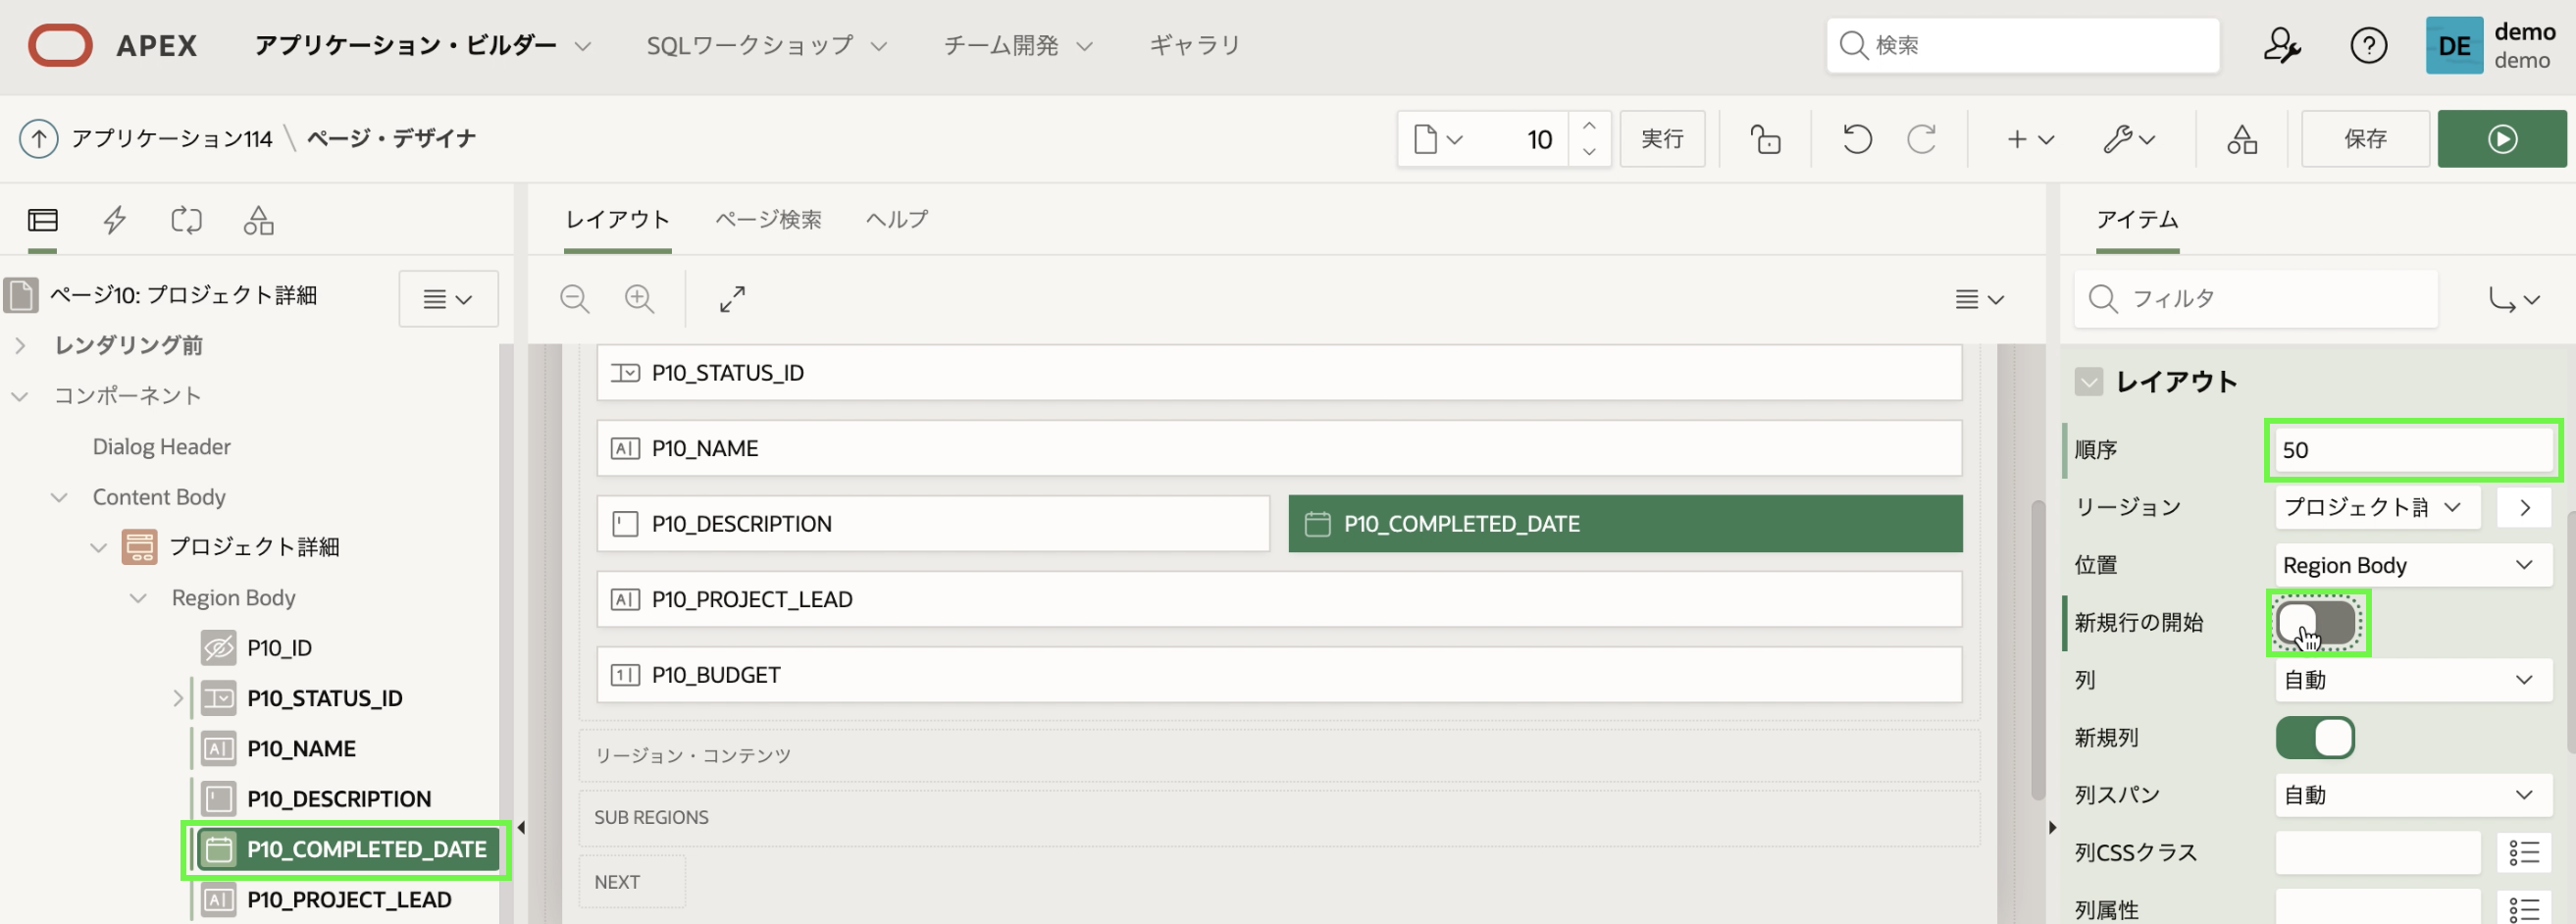 APEX アプリケーション・ビルダー SQLワークショップ チーム開発 ギャラリ 検索 DE demo
demo
アプリケーション114 \ ページ・デザイナ 10 実行 保存
レイアウト ページ検索 ヘルプ アイテム
ページ10: プロジェクト詳細 フィルタ
レンダリング前
コンポーネント
Dialog Header
Content Body
プロジェクト詳細
Region Body
P10_ID
P10_STATUS_ID
P10_NAME
P10_DESCRIPTION
P10_COMPLETED_DATE
P10_PROJECT_LEAD
P10_STATUS_ID
P10_NAME
P10_DESCRIPTION P10_COMPLETED_DATE
P10_PROJECT_LEAD
P10_BUDGET
リージョン・コンテンツ
SUB REGIONS
NEXT
レイアウト
順序 50
リージョン プロジェクト詳
位置 Region Body
新規行の開始
列 自動
新規列
列スパン 自動
列CSSクラス
列属性